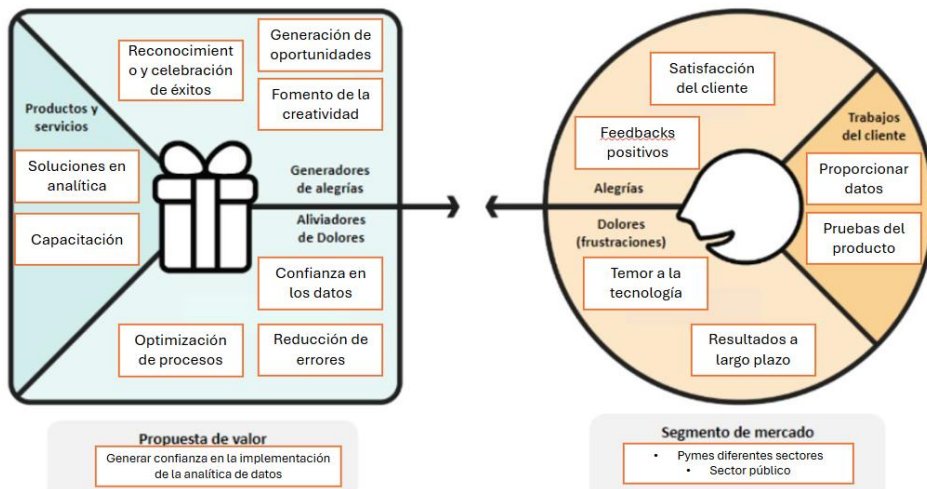 Reconocimient
o y celebración
de éxitos
Generación de
oportunidades
Fomento de la
creatividad
Productos y
servicios
Soluciones en
analítica
Capacitación
Generadores
de alegrías
Aliviadores
de Dolores
Confianza en
los datos
Optimización
de procesos
Reducción de
errores
Propuesta de valor
Generar confianza en la implementación
de la analítica de datos
Satisfacción
del cliente
Feedbacks
positivos
Alegrías
Dolores
(frustraciones)
Temor a la
tecnología
Resultados a
largo plazo
Trabajos
del cliente
Proporcionar
datos
Pruebas del
producto
Segmento de mercado
• Pymes diferentes sectores
• Sector público